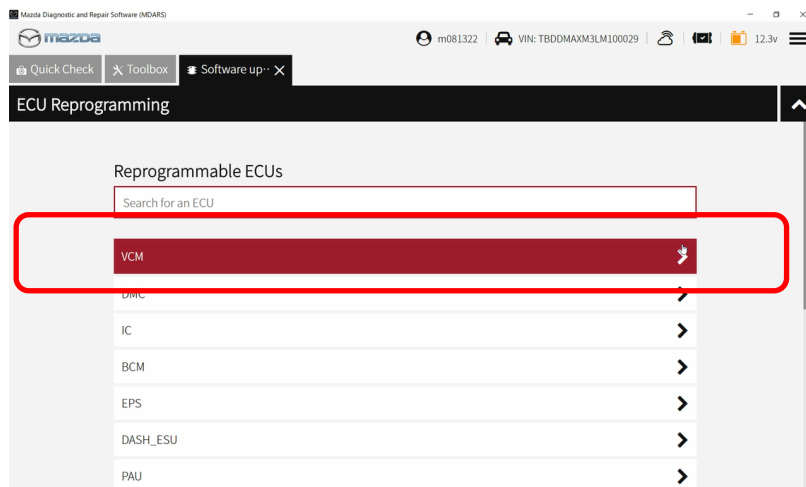 Mazda Diagnostic and Repair Software (MDARS)
mazda m081322 VIN: TBDDMAXM3LM100029 12.3v
Quick Check Toolbox Software up··
ECU Reprogramming
Reprogrammable ECUs
Search for an ECU
VCM
DMC
IC
BCM
EPS
DASH_ESU
PAU